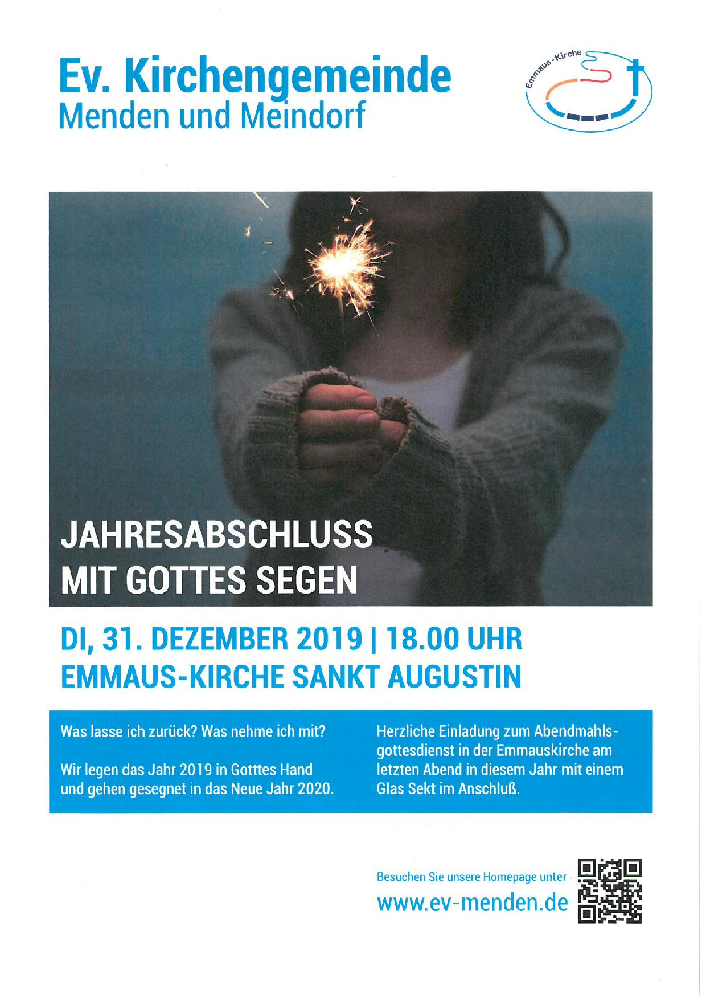 Ev. Kirchengemeinde
Menden und Meindorf
Emmaus-Kirche
JAHRESABSCHLUSS
MIT GOTTES SEGEN
DI, 31. DEZEMBER 2019 | 18.00 UHR
EMMAUS-KIRCHE SANKT AUGUSTIN
Was lasse ich zurück? Was nehme ich mit?
Wir legen das Jahr 2019 in Gotttes Hand
und gehen gesegnet in das Neue Jahr 2020.
Herzliche Einladung zum Abendmahls-
gottesdienst in der Emmauskirche am
letzten Abend in diesem Jahr mit einem
Glas Sekt im Anschluß.
Besuchen Sie unsere Homepage unter
www.ev-menden.de